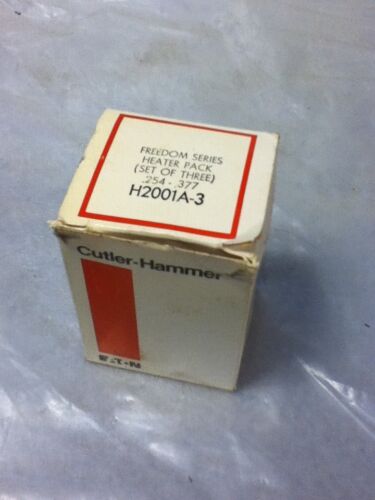 FREEDOM SERIES
HEATER PACK
(SET OF THREE)
.254 - .377
H2001A-3
Cutler-Hammer
EATON